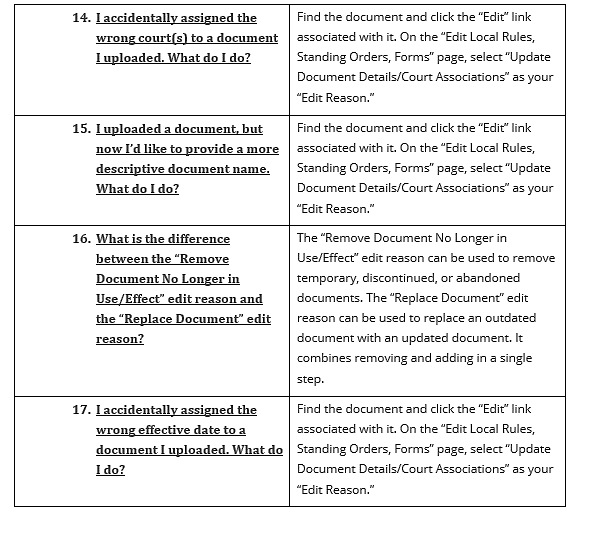 14. I accidentally assigned the
wrong court(s) to a document
I uploaded. What do I do?
Find the document and click the “Edit” link
associated with it. On the “Edit Local Rules,
Standing Orders, Forms” page, select “Update
Document Details/Court Associations” as your
“Edit Reason.”
15. I uploaded a document, but
now I’d like to provide a more
descriptive document name.
What do I do?
Find the document and click the “Edit” link
associated with it. On the “Edit Local Rules,
Standing Orders, Forms” page, select “Update
Document Details/Court Associations” as your
“Edit Reason.”
16. What is the difference
between the “Remove
Document No Longer in
Use/Effect” edit reason and
the “Replace Document” edit
reason?
The “Remove Document No Longer in
Use/Effect” edit reason can be used to remove
temporary, discontinued, or abandoned
documents. The “Replace Document” edit
reason can be used to replace an outdated
document with an updated document. It
combines removing and adding in a single
step.
17. I accidentally assigned the
wrong effective date to a
document I uploaded. What do
I do?
Find the document and click the “Edit” link
associated with it. On the “Edit Local Rules,
Standing Orders, Forms” page, select “Update
Document Details/Court Associations” as your
“Edit Reason.”